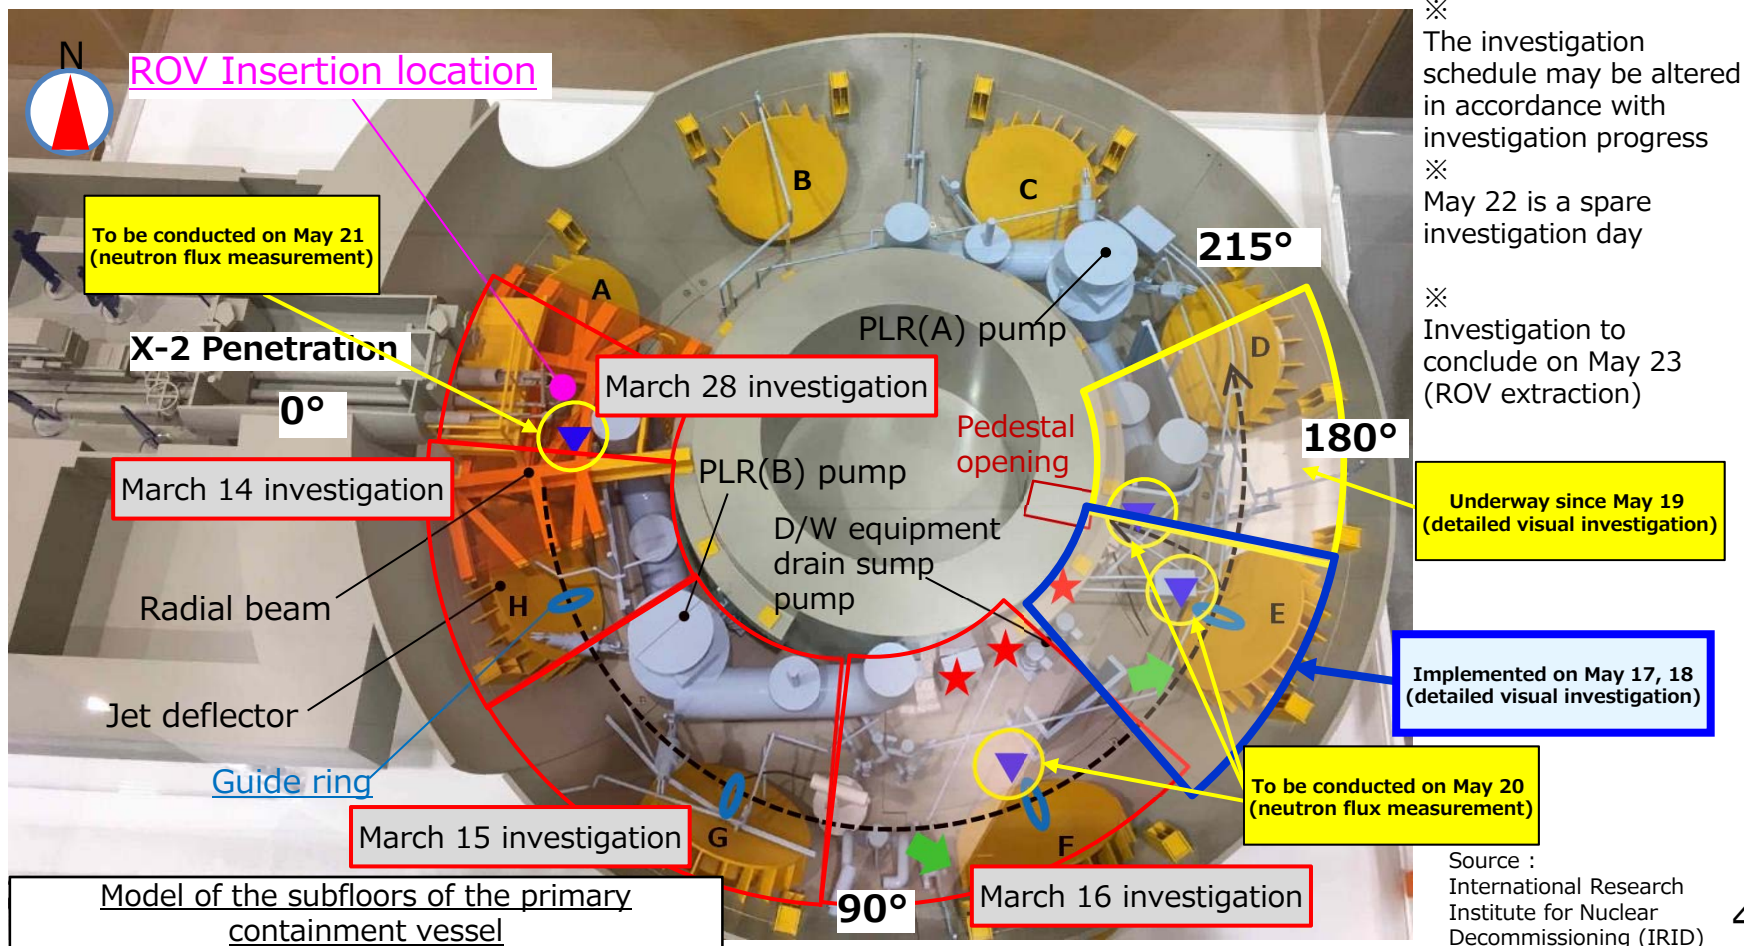 N
ROV Insertion location
To be conducted on May 21
(neutron flux measurement)
X-2 Penetration
0°
A
B
C
215°
PLR(A) pump
D
March 28 investigation
180°
Pedestal
opening
PLR(B) pump
March 14 investigation
D/W equipment
drain sump
pump
Radial beam
H
E
Jet deflector
Guide ring
March 15 investigation
G
F
March 16 investigation
90°
Model of the subfloors of the primary
containment vessel
※
The investigation
schedule may be altered
in accordance with
investigation progress
※
May 22 is a spare
investigation day
※
Investigation to
conclude on May 23
(ROV extraction)
Underway since May 19
(detailed visual investigation)
Implemented on May 17, 18
(detailed visual investigation)
To be conducted on May 20
(neutron flux measurement)
Source :
International Research
Institute for Nuclear
Decommissioning (IRID)
4